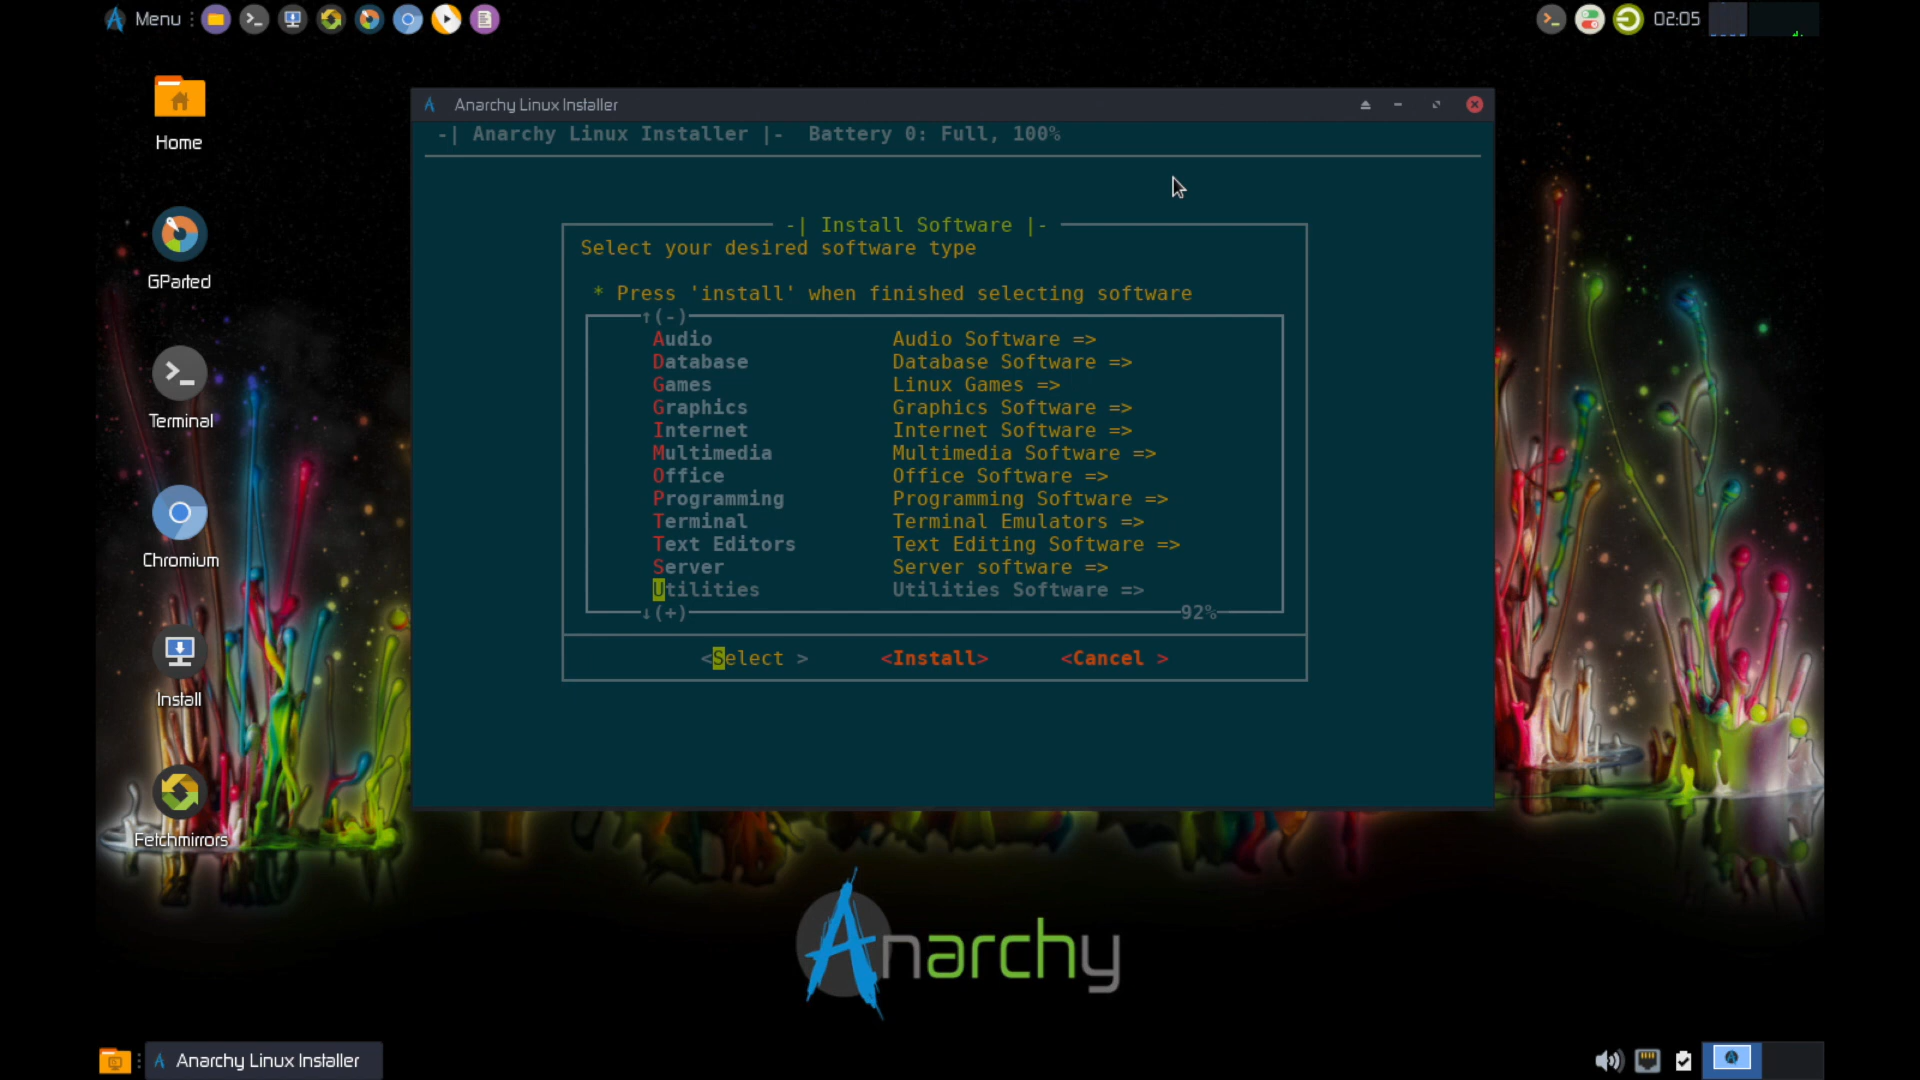 Menu
02:05
Home
GParted
Terminal
Chromium
Install
Fetchmirrors
Anarchy Linux Installer
-| Anarchy Linux Installer |-  Battery 0: Full, 100%
-| Install Software |-
Select your desired software type
* Press 'install' when finished selecting software
↑(-)
Audio Audio Software =>
Database Database Software =>
Games Linux Games =>
Graphics Graphics Software =>
Internet Internet Software =>
Multimedia Multimedia Software =>
Office Office Software =>
Programming Programming Software =>
Terminal Terminal Emulators =>
Text Editors Text Editing Software =>
Server Server software =>
Utilities Utilities Software =>
↓(+) 92%
<Select > <Install> <Cancel >
Anarchy
Anarchy Linux Installer